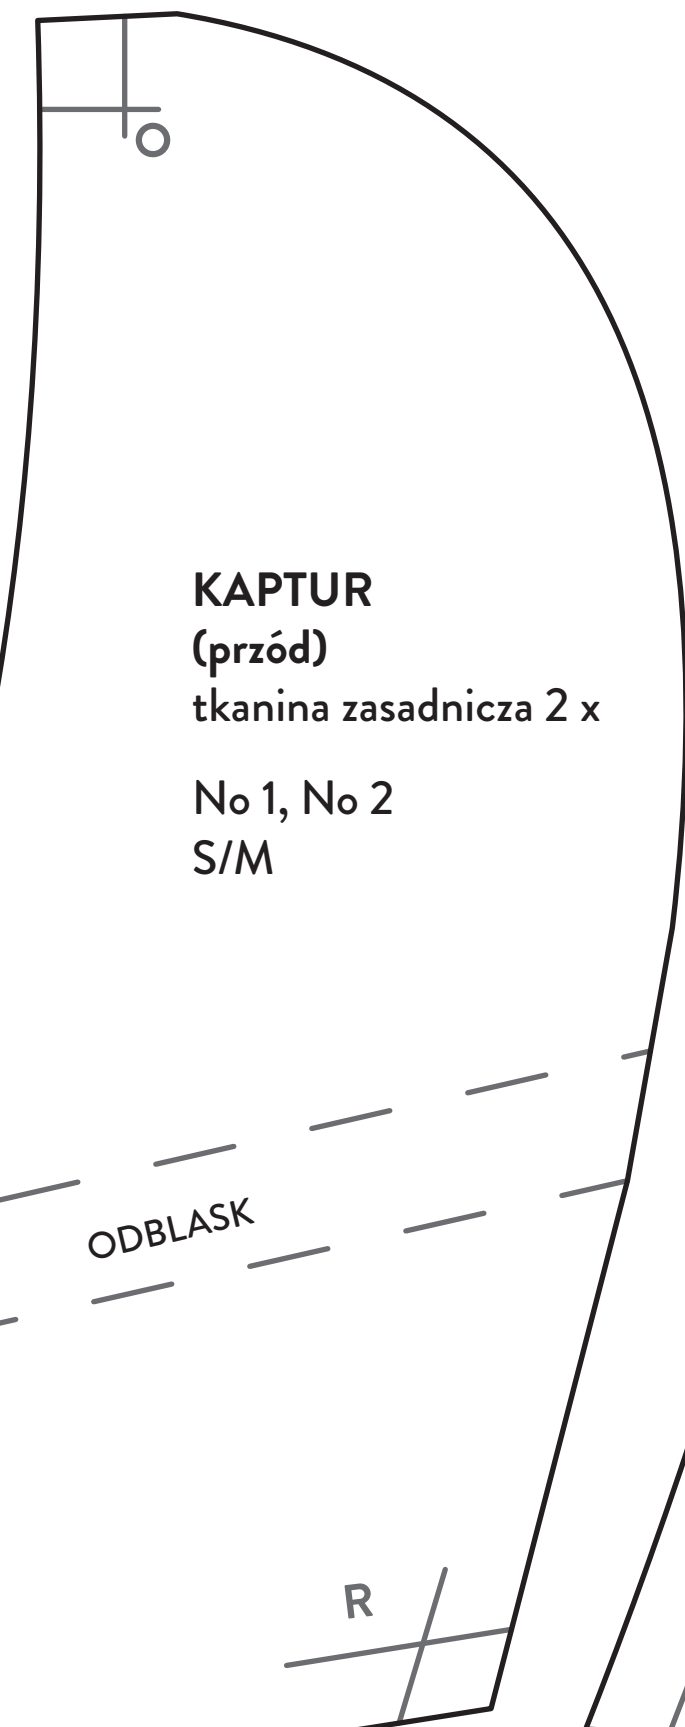 O
KAPTUR
(przód)
tkanina zasadnicza 2 x
No 1, No 2
S/M
ODBLASK
R